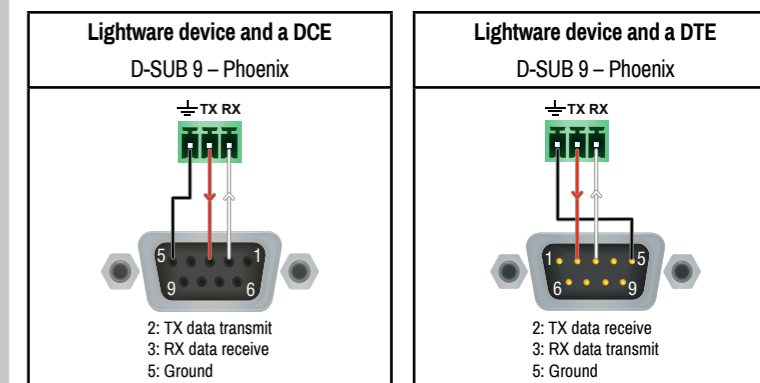 Lightware device and a DCE
D-SUB 9 – Phoenix
TX RX
5 1
9 6
2: TX data transmit
3: RX data receive
5: Ground
Lightware device and a DTE
D-SUB 9 – Phoenix
TX RX
1 5
6 9
2: TX data receive
3: RX data transmit
5: Ground